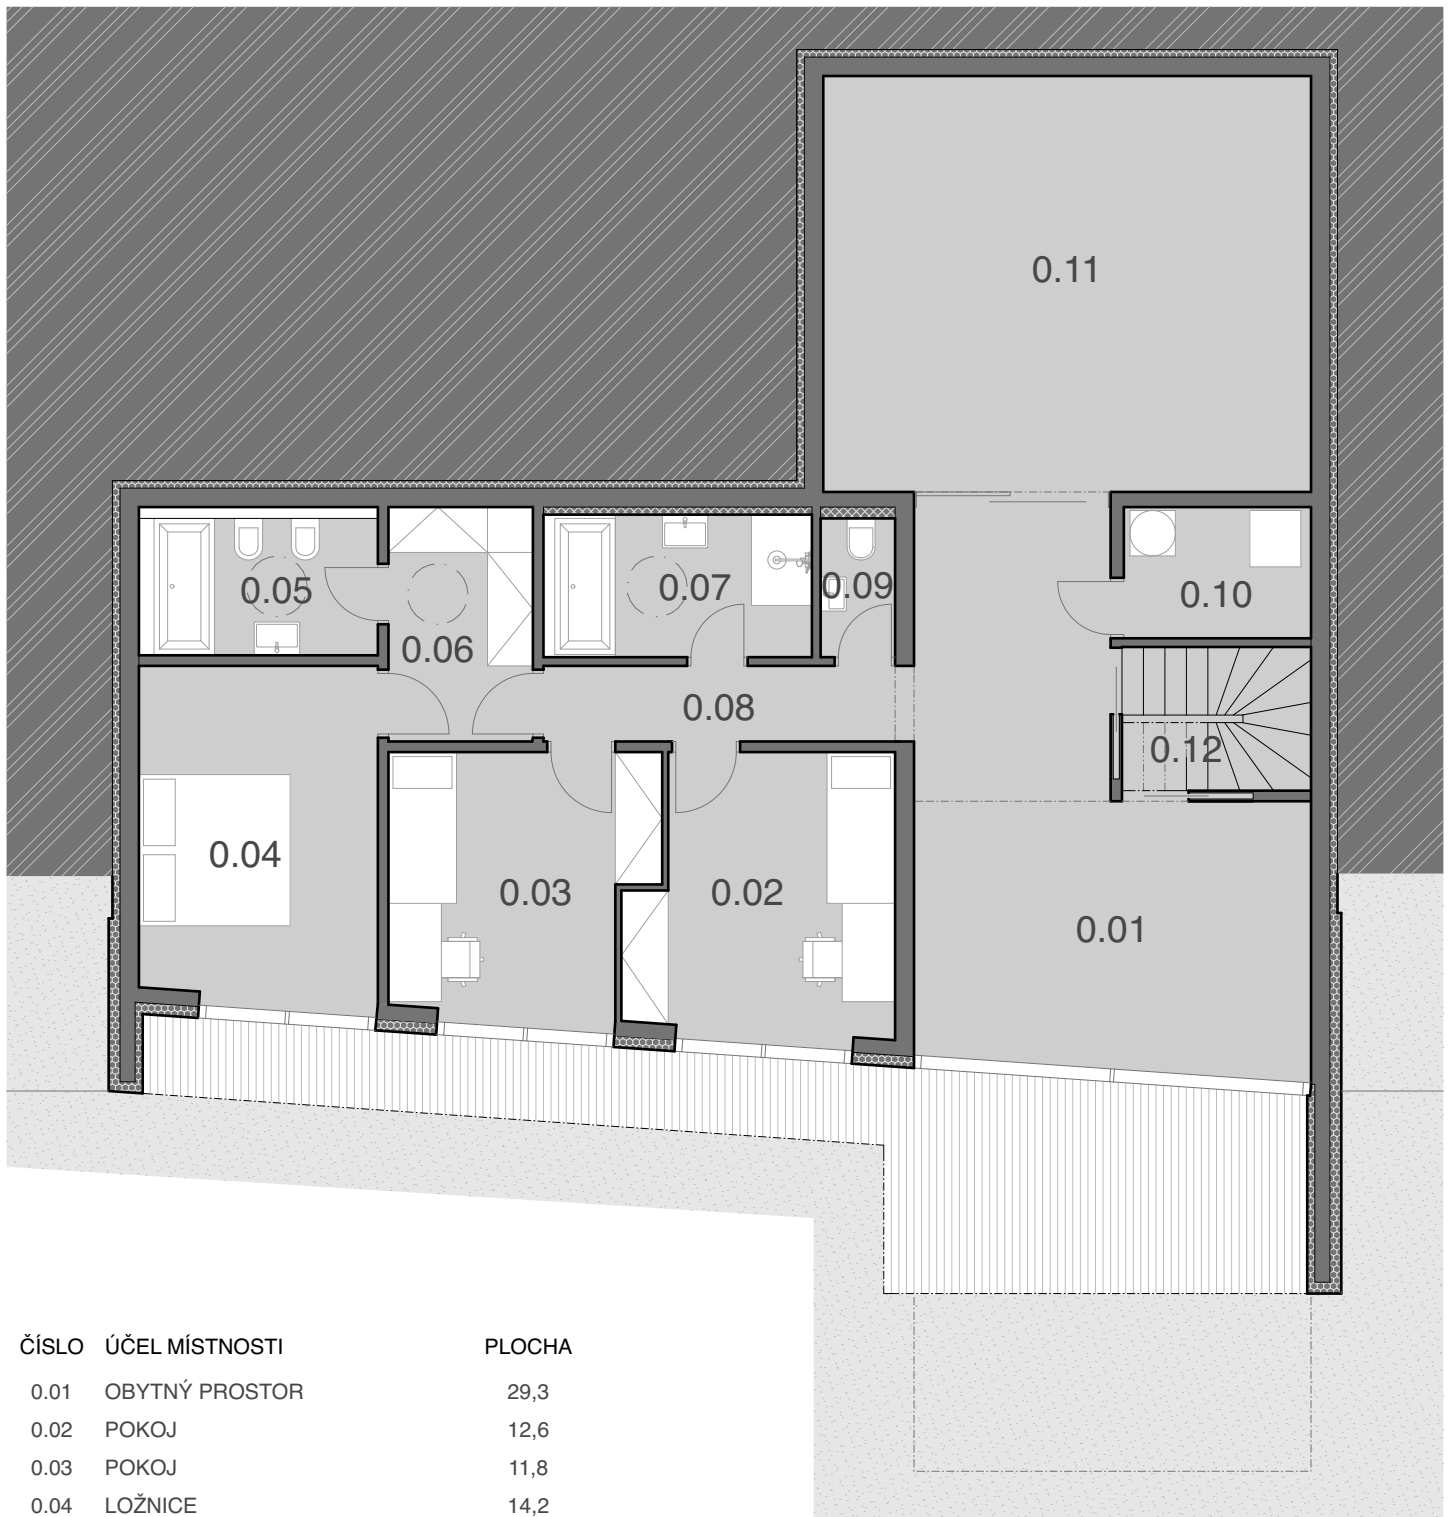 0.11
0.05
0.07
0.09
0.10
0.06
0.08
0.12
0.04
0.03
0.02
0.01
ČÍSLO ÚČEL MÍSTNOSTI PLOCHA
0.01 OBYTNÝ PROSTOR 29,3
0.02 POKOJ 12,6
0.03 POKOJ 11,8
0.04 LOŽNICE 14,2